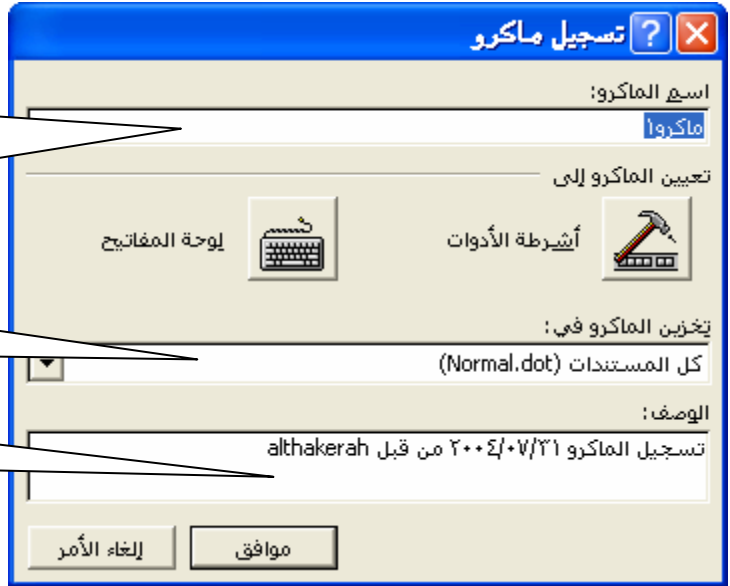 تسجيل ماكرو
اسم الماكرو:
ماكرو١
تعيين الماكرو إلى
أشرطة الأدوات
لوحة المفاتيح
تخزين الماكرو في:
كل المستندات (Normal.dot)
الوصف:
تسجيل الماكرو ٢٠٠٤/٠٧/٣١ من قبل althakerah
موافق
إلغاء الأمر